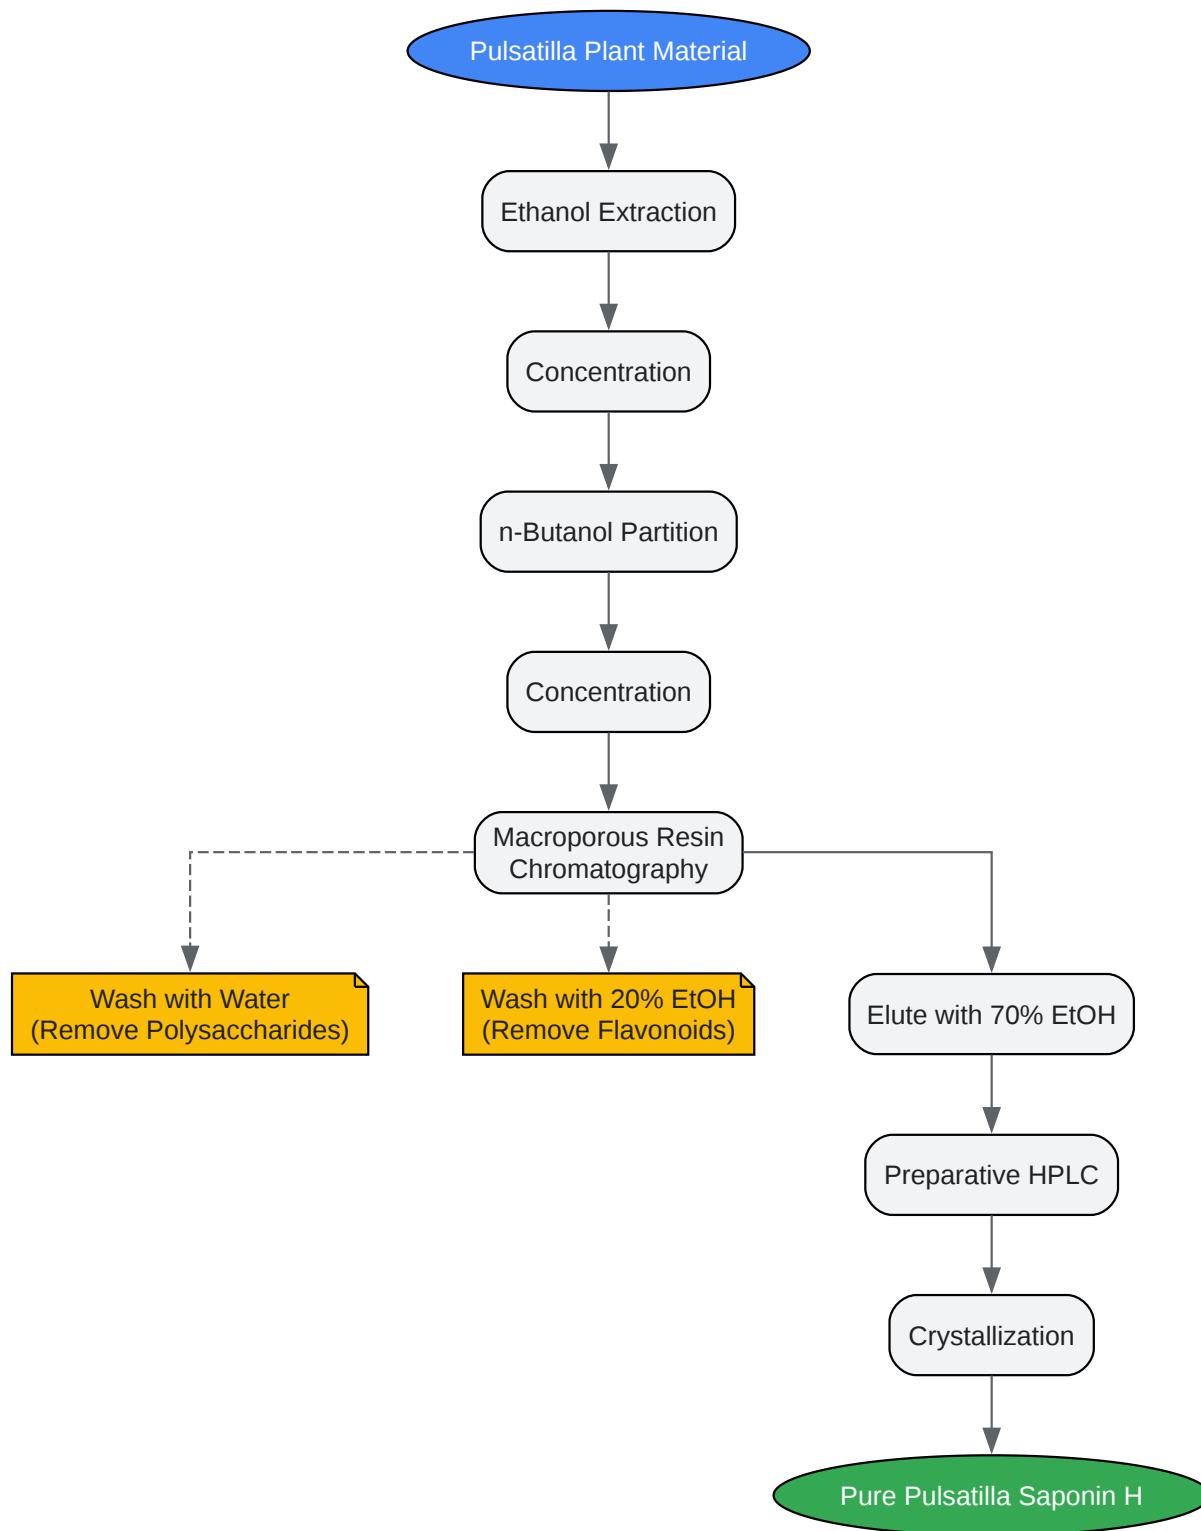 Pulsatilla Plant Material
Ethanol Extraction
Concentration
n-Butanol Partition
Concentration
Macroporous Resin
Chromatography
Wash with Water
(Remove Polysaccharides)
Wash with 20% EtOH
(Remove Flavonoids)
Elute with 70% EtOH
Preparative HPLC
Crystallization
Pure Pulsatilla Saponin H